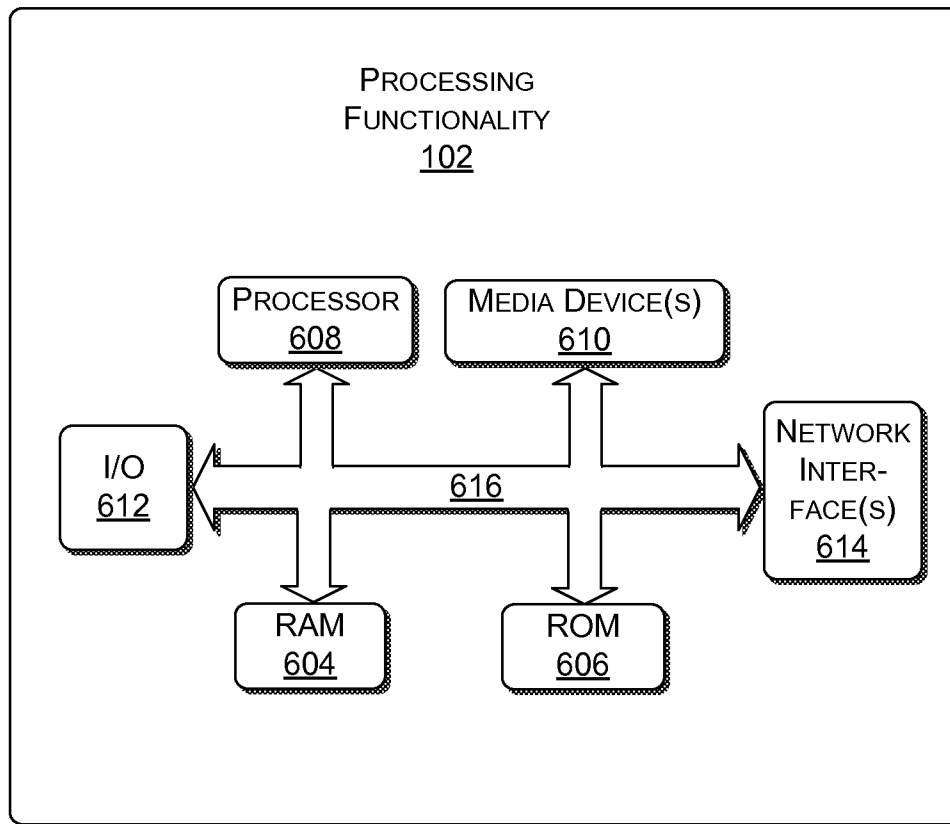 PROCESSING
FUNCTIONALITY
102
PROCESSOR
608
MEDIA DEVICE(S)
610
I/O
612
616
NETWORK
INTER-
FACE(S)
614
RAM
604
ROM
606